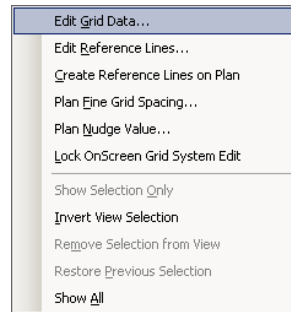 Edit Grid Data...
Edit Reference Lines...
Create Reference Lines on Plan
Plan Fine Grid Spacing...
Plan Nudge Value...
Lock OnScreen Grid System Edit
Show Selection Only
Invert View Selection
Remove Selection from View
Restore Previous Selection
Show All